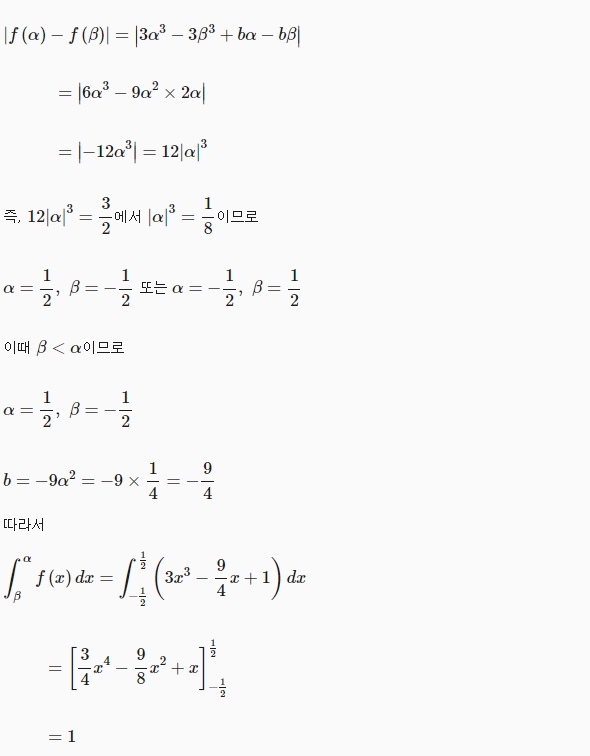 |f(α) − f(β)| = |3α³ − 3β³ + bα − bβ|
= |6α³ − 9α² × 2α|
= |−12α³| = 12|α|³
즉, 12|α|³ = 3/2에서 |α|³ = 1/8이므로
α = 1/2, β = −1/2 또는 α = −1/2, β = 1/2
이때 β < α이므로
α = 1/2, β = −1/2
b = −9α² = −9 × 1/4 = −9/4
따라서
∫_β^α f(x) dx = ∫_{−1/2}^{1/2} (3x³ − 9/4 x + 1) dx
= [3/4 x⁴ − 9/8 x² + x]_{−1/2}^{1/2}
= 1